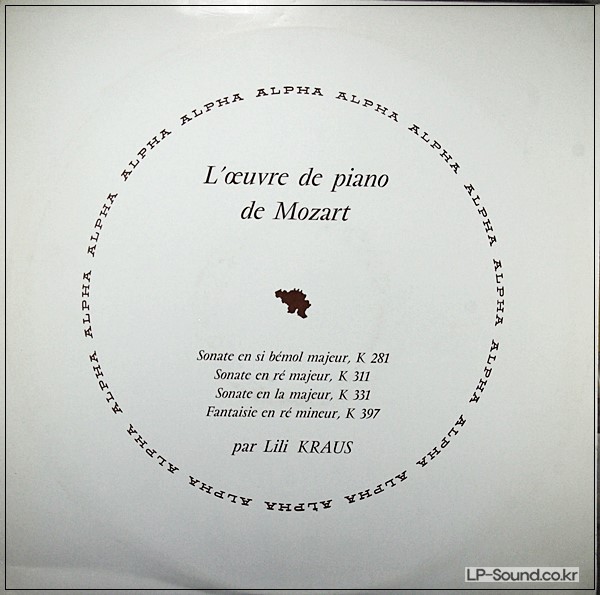 ALPHA ALPHA ALPHA ALPHA ALPHA ALPHA ALPHA ALPHA ALPHA ALPHA ALPHA ALPHA ALPHA ALPHA ALPHA ALPHA
L'œuvre de piano
de Mozart
Sonate en si bémol majeur, K 281
Sonate en ré majeur, K 311
Sonate en la majeur, K 331
Fantaisie en ré mineur, K 397
par Lili KRAUS
LP-Sound.co.kr